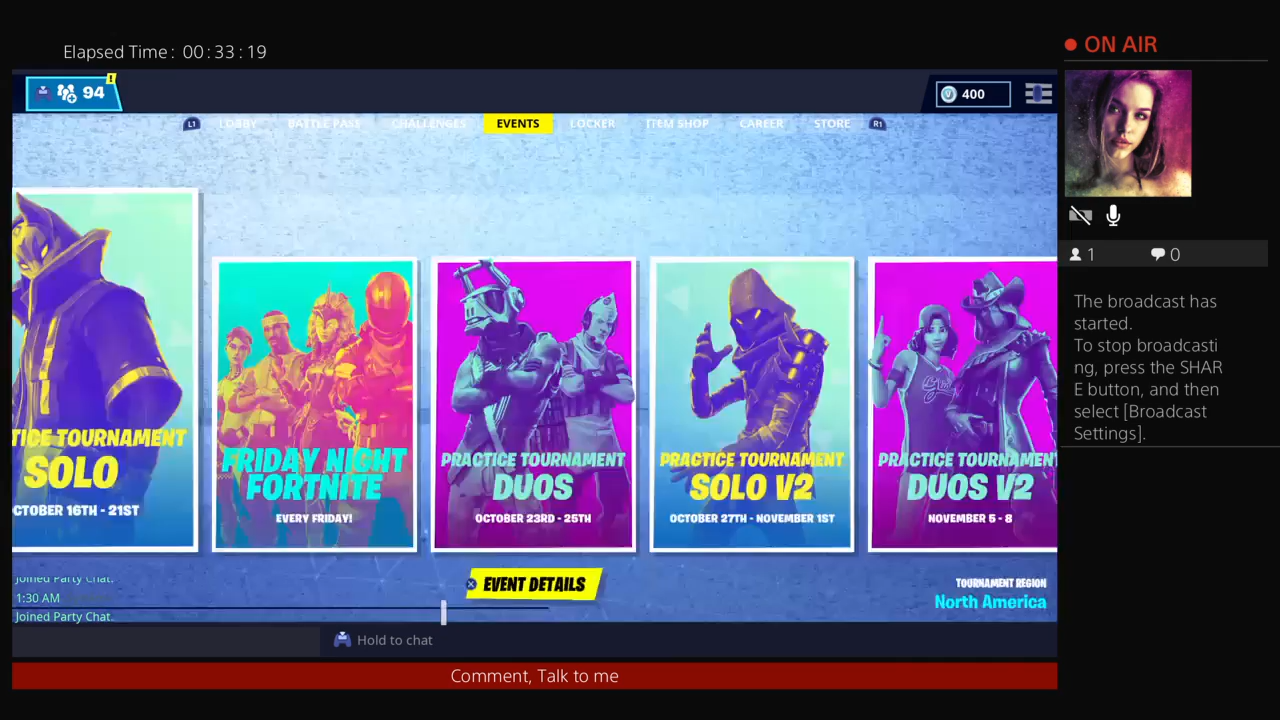 Elapsed Time: 00:33:19
ON AIR
! 94
400
L1 LOBBY BATTLE PASS CHALLENGES EVENTS LOCKER ITEM SHOP CAREER STORE R1
1 0
The broadcast has
started.
To stop broadcasti
ng, press the SHAR
E button, and then
select [Broadcast
Settings].
TICE TOURNAMENT
SOLO
CTOBER 16TH - 21ST
FRIDAY NIGHT
FORTNITE
EVERY FRIDAY!
PRACTICE TOURNAMENT
DUOS
OCTOBER 23RD - 25TH
PRACTICE TOURNAMENT
SOLO V2
OCTOBER 27TH - NOVEMBER 1ST
PRACTICE TOURNAMENT
DUOS V2
NOVEMBER 5 - 8
EVENT DETAILS
TOURNAMENT REGION
North America
Joined Party Chat.
1:30 AM
Joined Party Chat.
Hold to chat
Comment, Talk to me